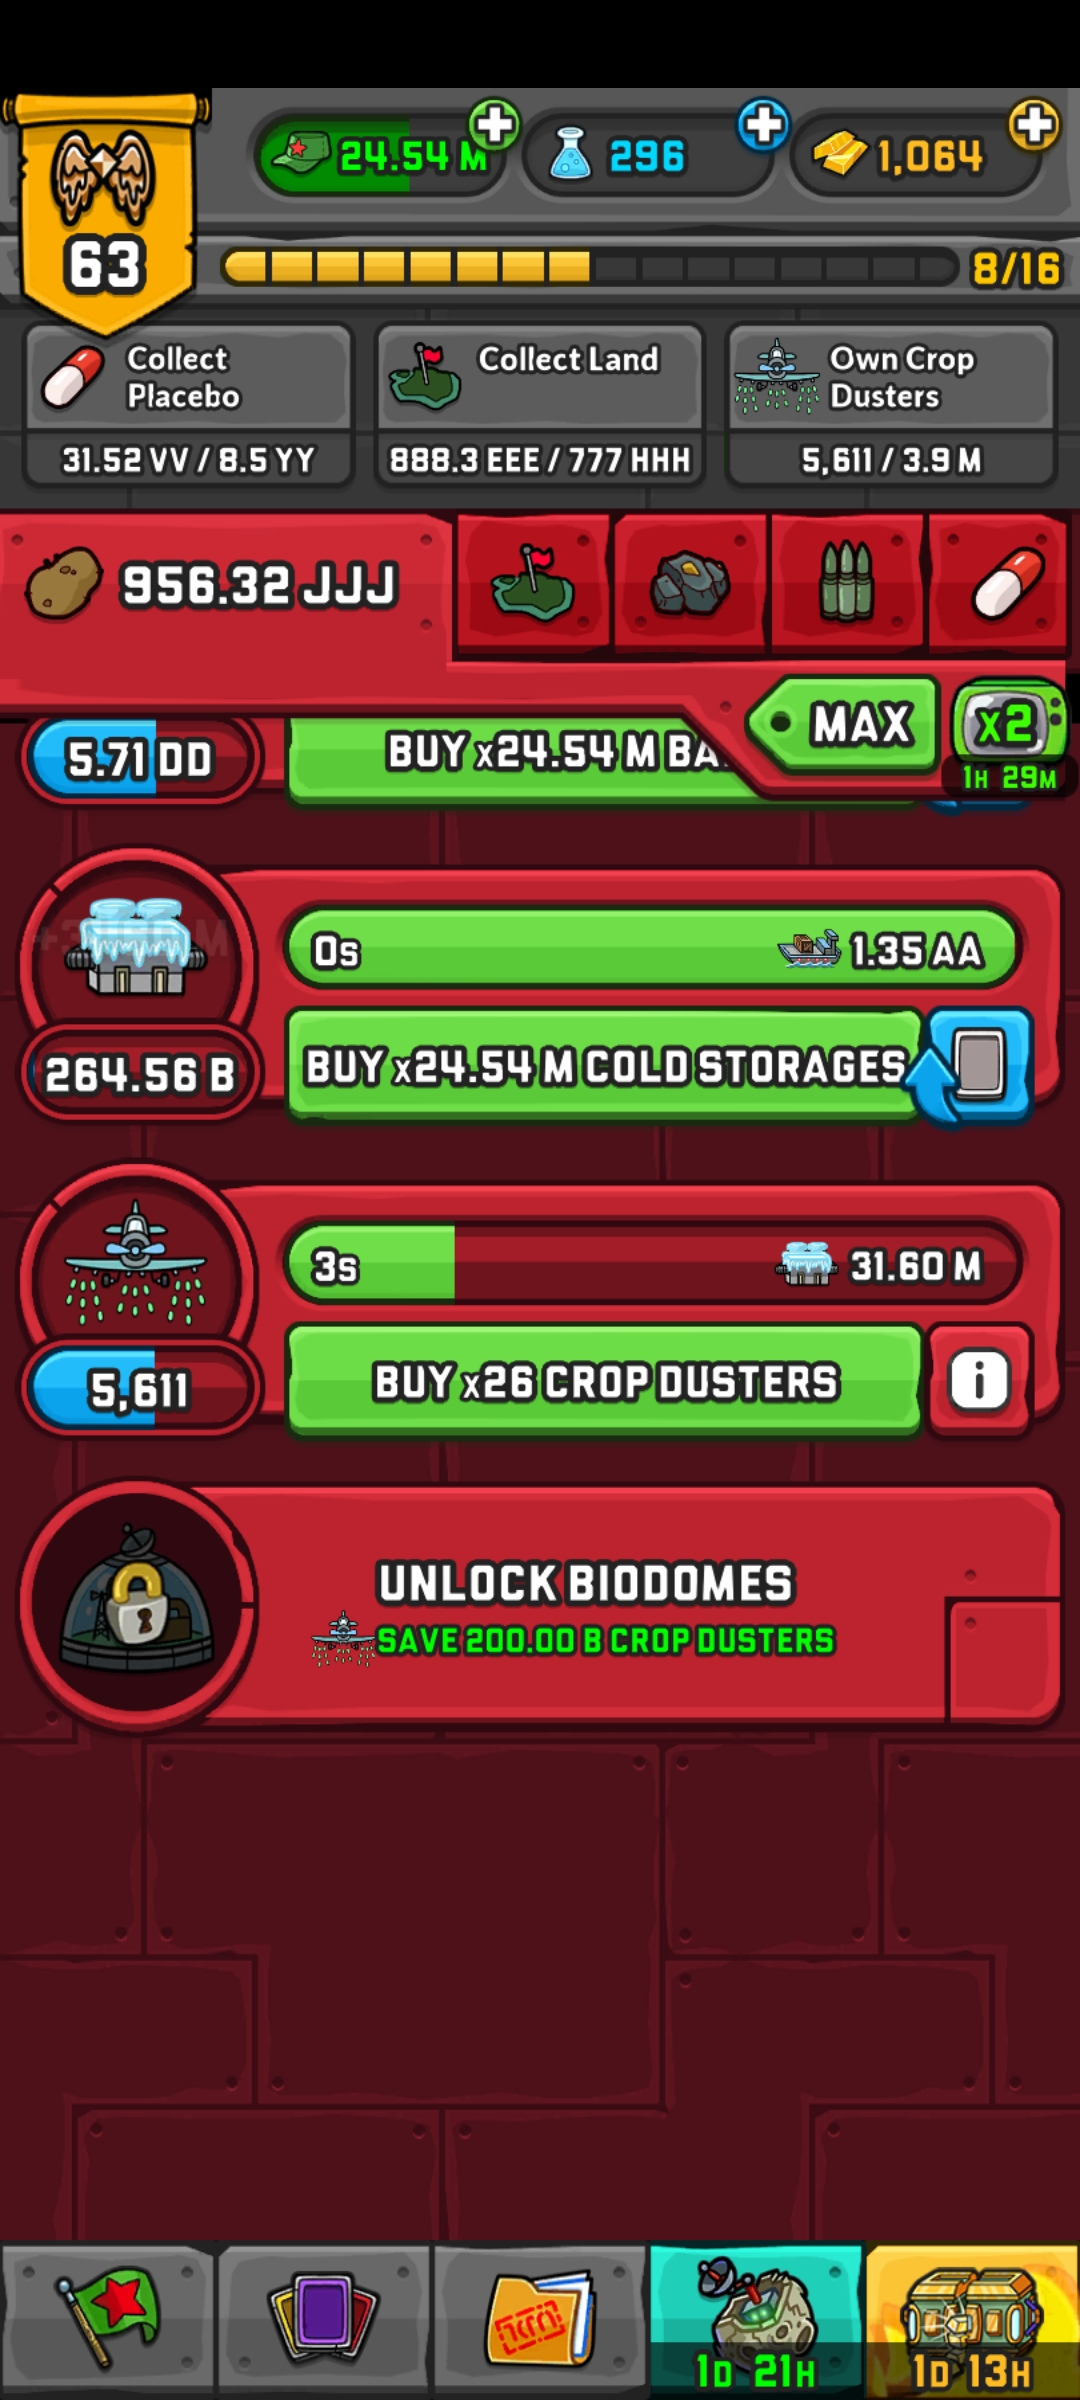 24.54 M
296
1,064
63
8/16
Collect
Placebo
31.52 VV / 8.5 YY
Collect Land
888.3 EEE / 777 HHH
Own Crop
Dusters
5,611 / 3.9 M
956.32 JJJ
MAX
x2
1H 29M
5.71 DD
BUY x24.54 M BA
0s
1.35 AA
264.56 B
BUY x24.54 M COLD STORAGES
3s
31.60 M
5,611
BUY x26 CROP DUSTERS
i
UNLOCK BIODOMES
SAVE 200.00 B CROP DUSTERS
1D 21H
1D 13H